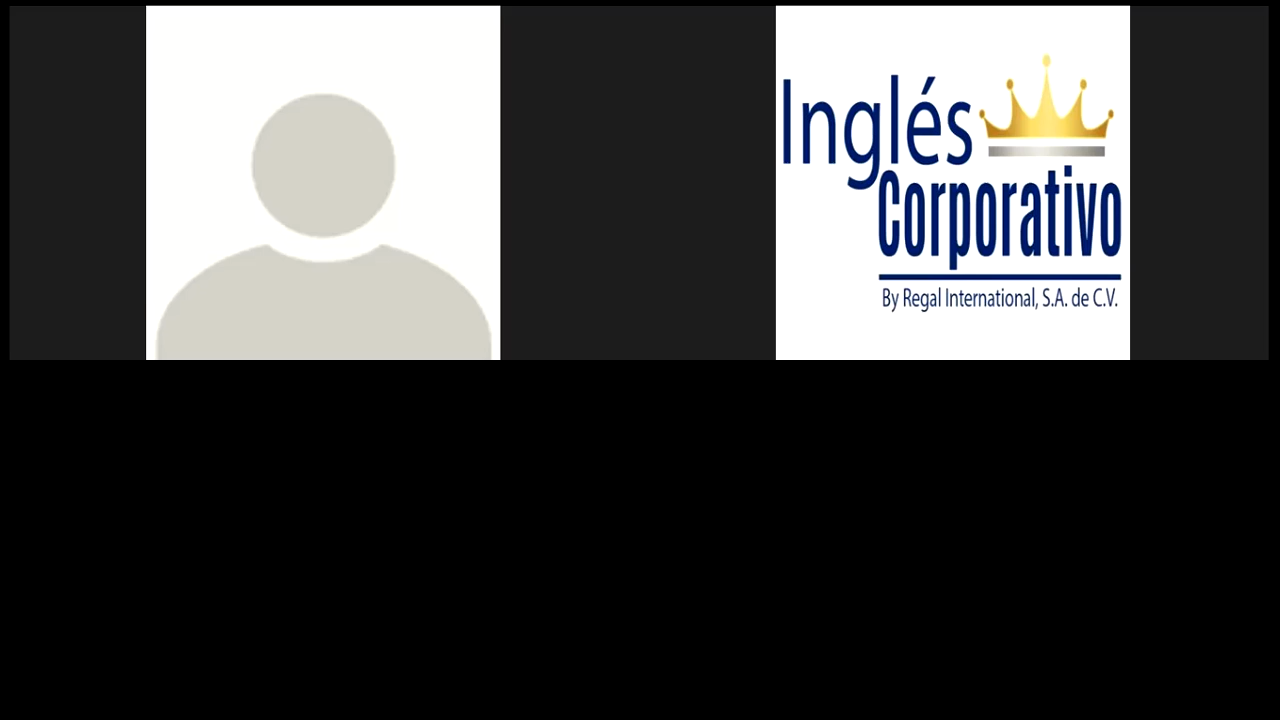 Inglés
Corporativo
By Regal International, S.A. de C.V.